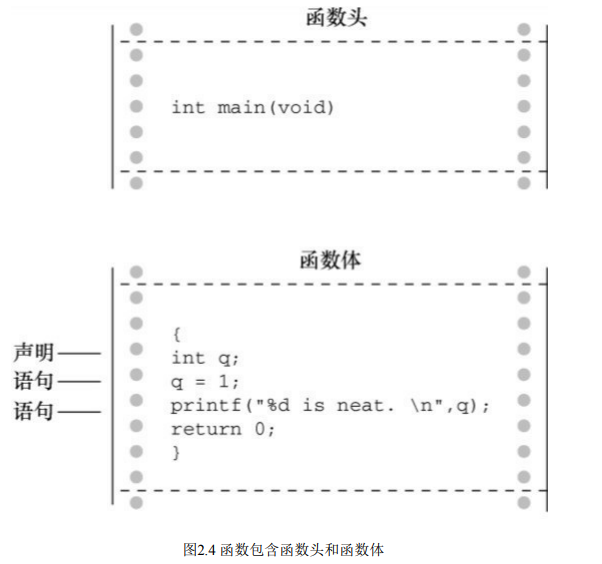 函数头
int main(void)
函数体
{
声明 int q;
语句 q = 1;
语句 printf("%d is neat. \n",q);
return 0;
}
图2.4 函数包含函数头和函数体